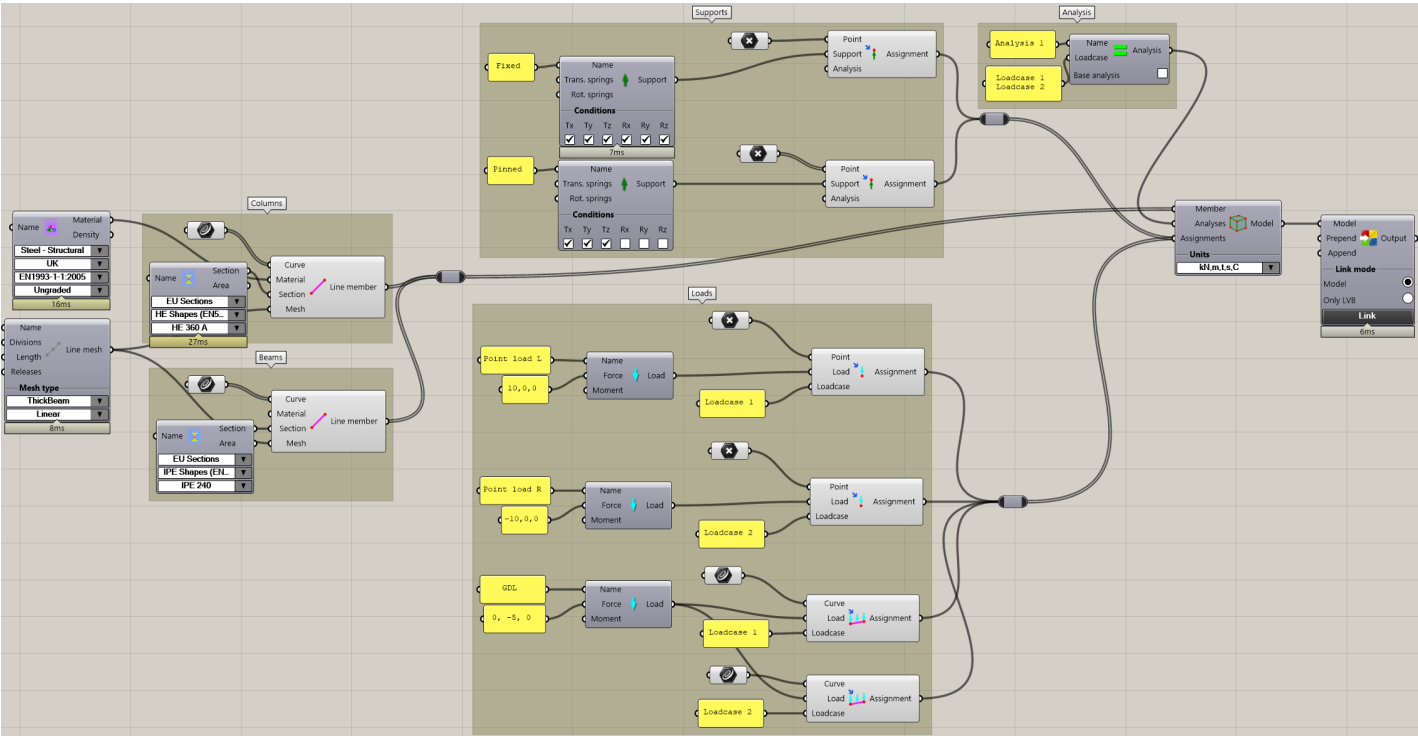 Supports
Fixed
Name
Trans. springs
Support
Rot. springs
Conditions
Tx Ty Tz Rx Ry Rz
7ms
Point
Support
Assignment
Analysis
Pinned
Name
Trans. springs
Support
Rot. springs
Conditions
Tx Ty Tz Rx Ry Rz
Point
Support
Assignment
Analysis
Analysis
Analysis 1
Loadcase 1
Loadcase 2
Name
Loadcase
Analysis
Base analysis
Name
Material
Density
Steel - Structural
UK
EN1993-1-1:2005
Ungraded
16ms
Name
Divisions
Length
Line mesh
Releases
Mesh type
ThickBeam
Linear
8ms
Columns
Name
Section
Area
EU Sections
HE Shapes (EN5...
HE 360 A
27ms
Curve
Material
Section
Mesh
Line member
Beams
Name
Section
Area
EU Sections
IPE Shapes (EN...
IPE 240
Curve
Material
Section
Mesh
Line member
Loads
Point load L
10,0,0
Name
Force
Load
Moment
Loadcase 1
Point
Load
Assignment
Loadcase
Point load R
-10,0,0
Name
Force
Load
Moment
Loadcase 2
Point
Load
Assignment
Loadcase
GDL
0, -5, 0
Name
Force
Load
Moment
Loadcase 1
Curve
Load
Assignment
Loadcase
Loadcase 2
Curve
Load
Assignment
Loadcase
Member
Analyses
Model
Assignments
Units
kN,m,t,s,C
Model
Prepend
Output
Append
Link mode
Model
Only LVB
Link
6ms